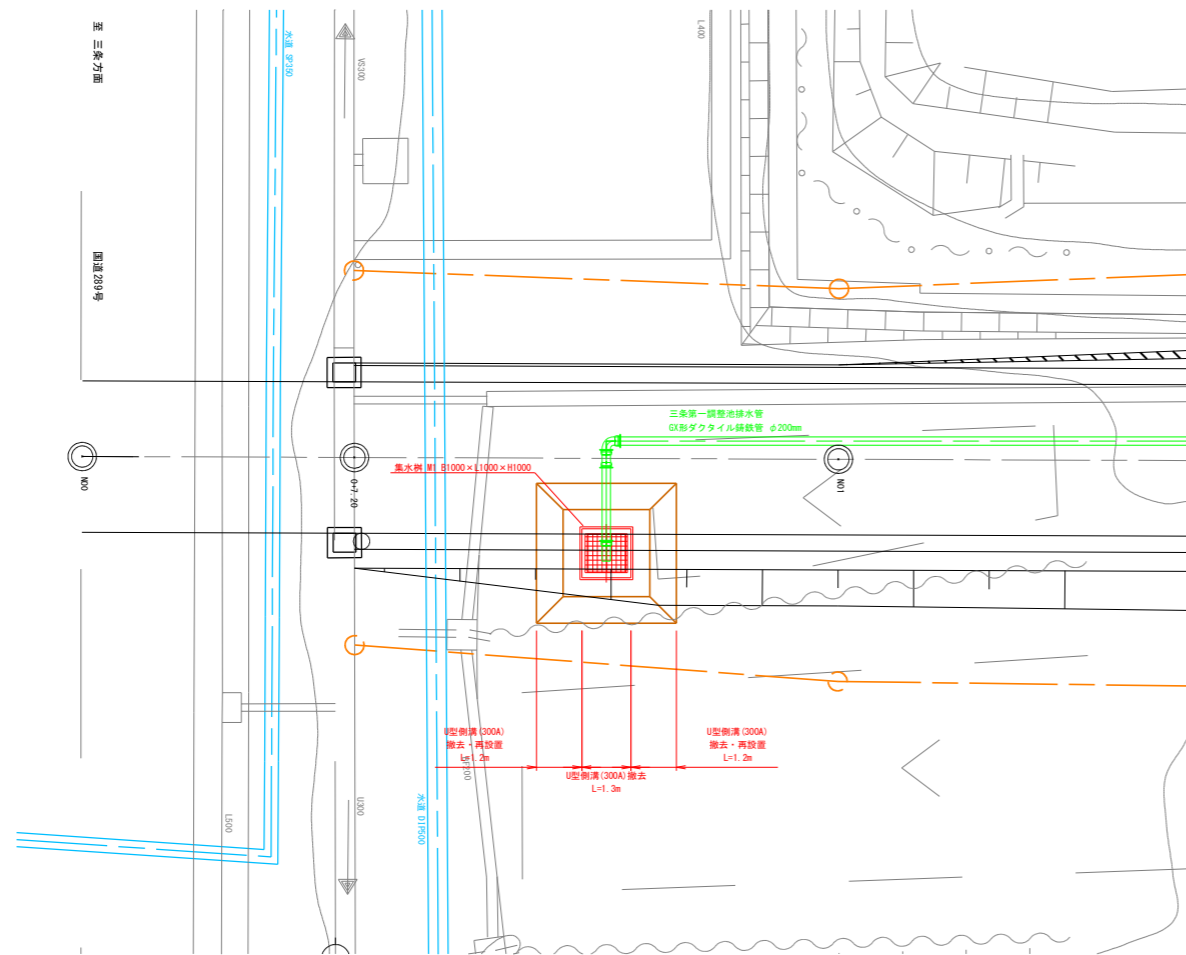 至 三条方面
水道 SP350
VS300
L400
国道289号
三条第一調整池排水管
GX形ダクタイル鋳鉄管 φ200mm
集水桝 M1 B1000×L1000×H1000
NO0
0+7.20
NO1
U型側溝(300A)
撤去・再設置
L=1.2m
U型側溝(300A)撤去
L=1.3m
U型側溝(300A)
撤去・再設置
L=1.2m
L500
U300
水道 DIP500